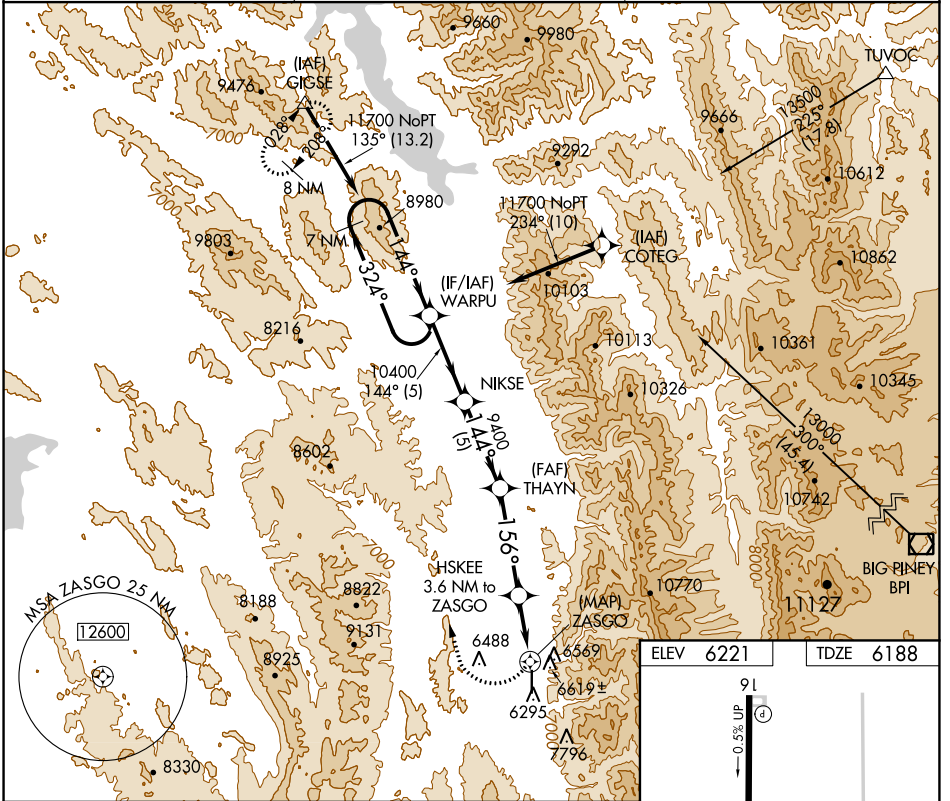 9660
9980
(IAF)
GIGSE
TUVOC
9476
13500
225°
(17.8)
11700 NoPT
135° (13.2)
028°
208°
7000
9666
9292
8 NM
10612
11700 NoPT
234° (10)
8980
7000
7 NM
(IAF)
COTEG
9803
144°
10862
324°
(IF/IAF)
WARPU
10103
8216
10113
10361
10400
144° (5)
NIKSE
10326
10345
9400
144°
(5)
13000
300°
(45.4)
8602
(FAF)
THAYN
10742
156°
BIG PINEY
BPI
7000
HSKEE
3.6 NM to
ZASGO
MSA ZASGO 25 NM
8188
8822
10770
11127
(MAP)
ZASGO
12600
9131
6488
6569
ELEV 6221
TDZE 6188
8925
6619±
16
6295
P
0.5% UP
7796
8330